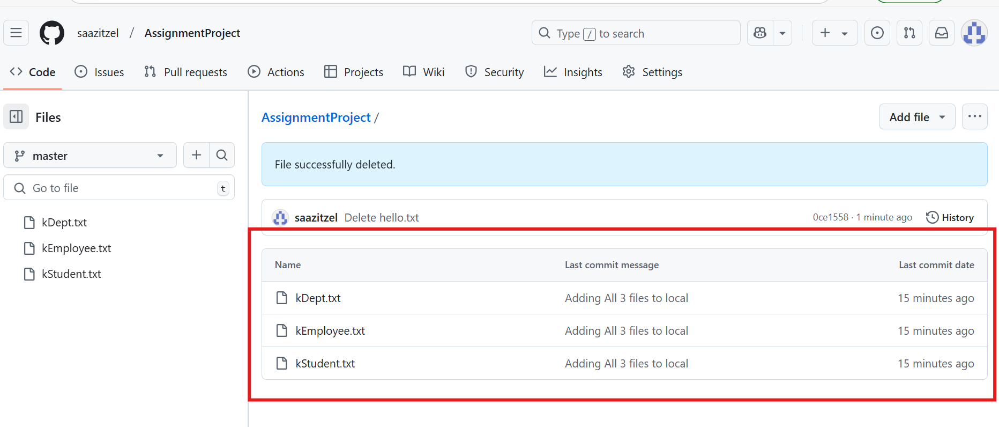 saazitzel / AssignmentProject
Type / to search
Code Issues Pull requests Actions Projects Wiki Security Insights Settings
Files
master
Go to file t
kDept.txt
kEmployee.txt
kStudent.txt
AssignmentProject /
Add file
File successfully deleted.
saazitzel Delete hello.txt 0ce1558 · 1 minute ago History
Name Last commit message Last commit date
kDept.txt Adding All 3 files to local 15 minutes ago
kEmployee.txt Adding All 3 files to local 15 minutes ago
kStudent.txt Adding All 3 files to local 15 minutes ago